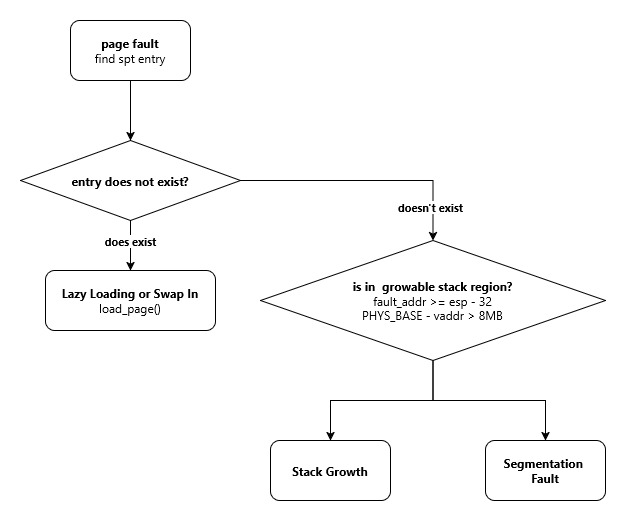 page fault
find spt entry
entry does not exist?
doesn't exist
does exist
Lazy Loading or Swap In
load_page()
is in growable stack region?
fault_addr >= esp - 32
PHYS_BASE - vaddr > 8MB
Stack Growth
Segmentation
Fault